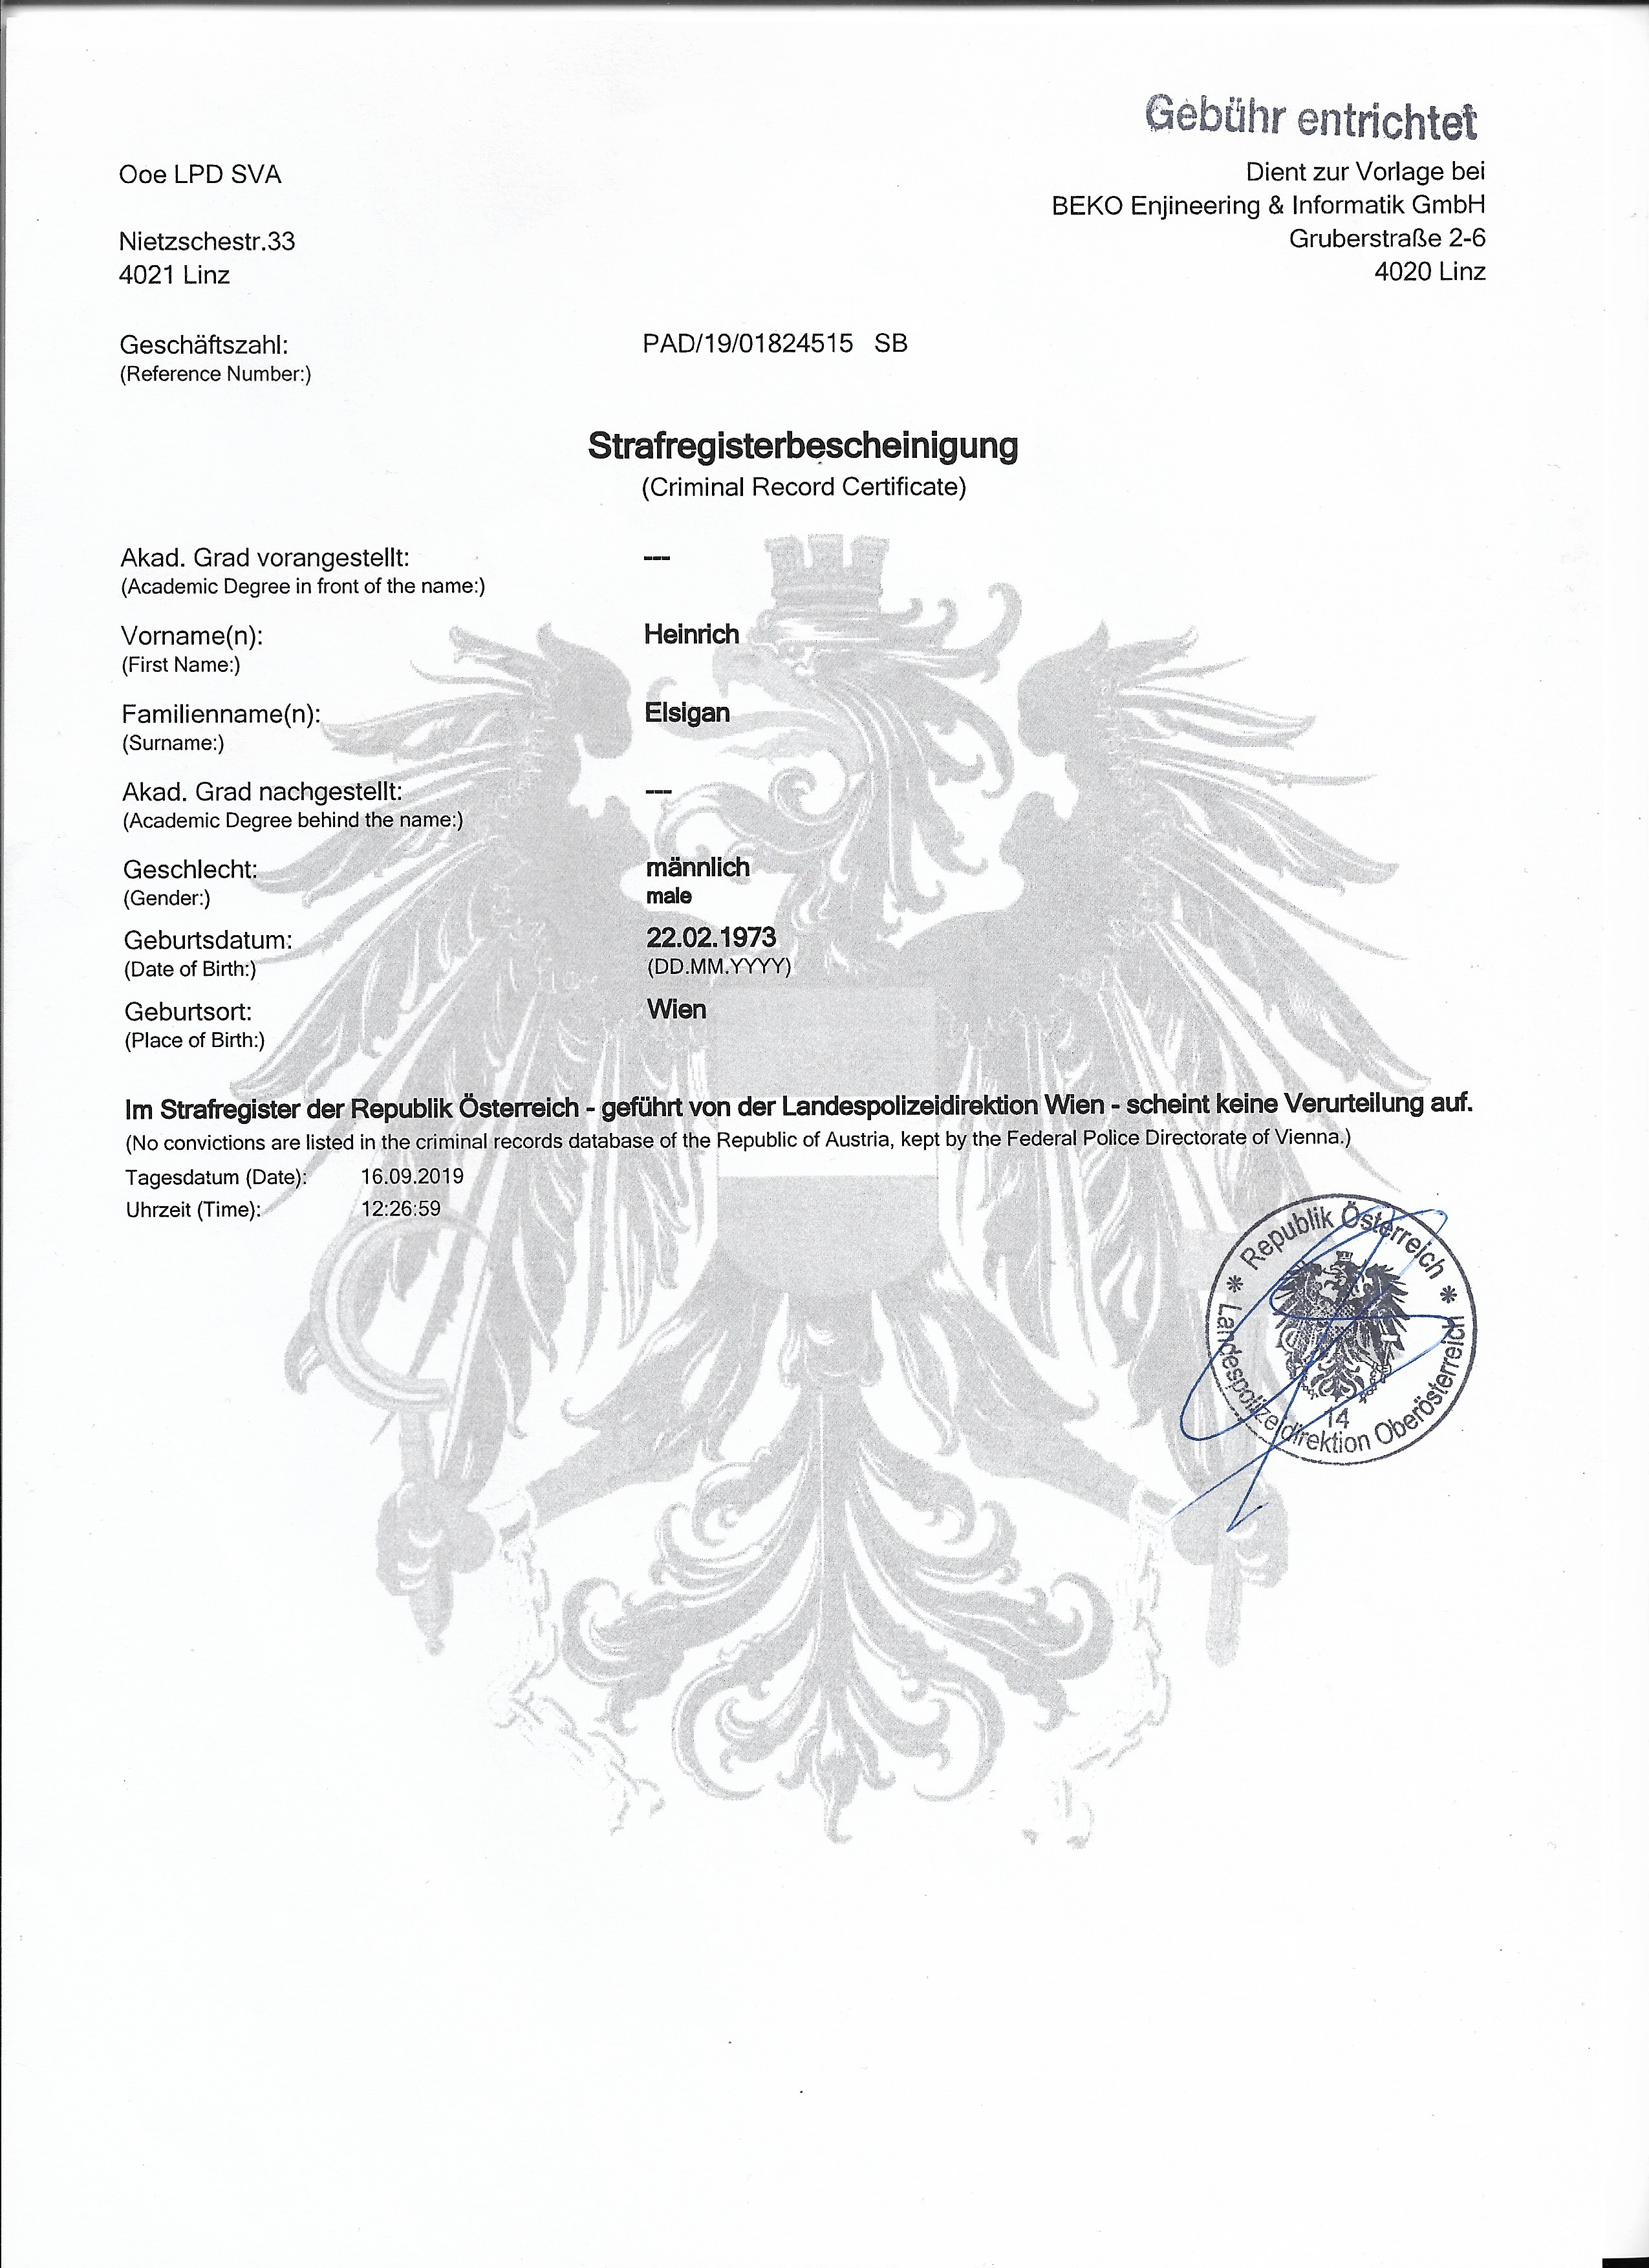 Gebühr entrichtet
Ooe LPD SVA
Dient zur Vorlage bei
BEKO Enjineering & Informatik GmbH
Nietzschestr.33
Gruberstraße 2-6
4021 Linz
4020 Linz
Geschäftszahl: PAD/19/01824515 SB
(Reference Number:)
Strafregisterbescheinigung
(Criminal Record Certificate)
Akad. Grad vorangestellt: ---
(Academic Degree in front of the name:)
Vorname(n): Heinrich
(First Name:)
Familienname(n): Elsigan
(Surname:)
Akad. Grad nachgestellt: ---
(Academic Degree behind the name:)
Geschlecht: männlich
(Gender:) male
Geburtsdatum: 22.02.1973
(Date of Birth:) (DD.MM.YYYY)
Geburtsort: Wien
(Place of Birth:)
Im Strafregister der Republik Österreich - geführt von der Landespolizeidirektion Wien - scheint keine Verurteilung auf.
(No convictions are listed in the criminal records database of the Republic of Austria, kept by the Federal Police Directorate of Vienna.)
Tagesdatum (Date): 16.09.2019
Uhrzeit (Time): 12:26:59
* Republik Österreich *
Landespolizeidirektion Oberösterreich
14